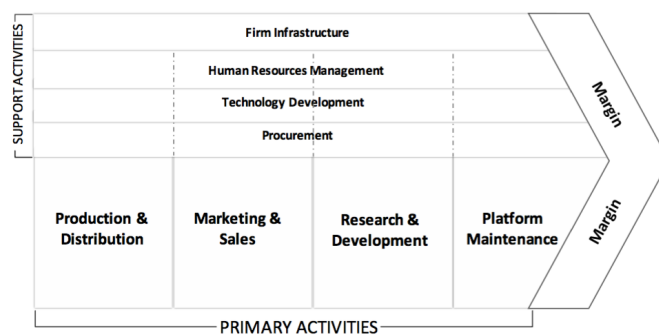 SUPPORT ACTIVITIES
Firm Infrastructure
Human Resources Management
Technology Development
Procurement
Margin
Production &
Distribution
Marketing &
Sales
Research &
Development
Platform
Maintenance
Margin
PRIMARY ACTIVITIES